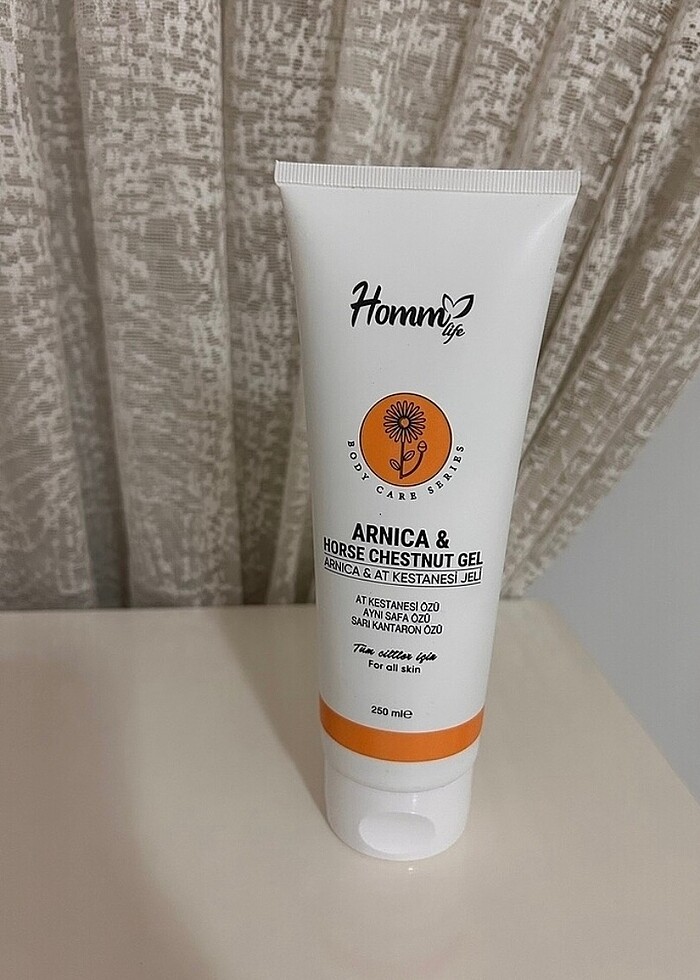 Homm
life
BODY CARE SERIES
ARNICA &
HORSE CHESTNUT GEL
ARNICA & AT KESTANESİ JELİ
AT KESTANESİ ÖZÜ
AYNI SAFA ÖZÜ
SARI KANTARON ÖZÜ
Tüm ciltler için
For all skin
250 ml℮